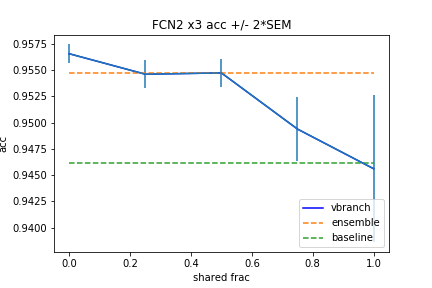 FCN2 x3 acc +/- 2*SEM
0.9575
0.9550
0.9525
0.9500
0.9475
0.9450
0.9425
0.9400
acc
0.0
0.2
0.4
0.6
0.8
1.0
shared frac
vbranch
ensemble
baseline